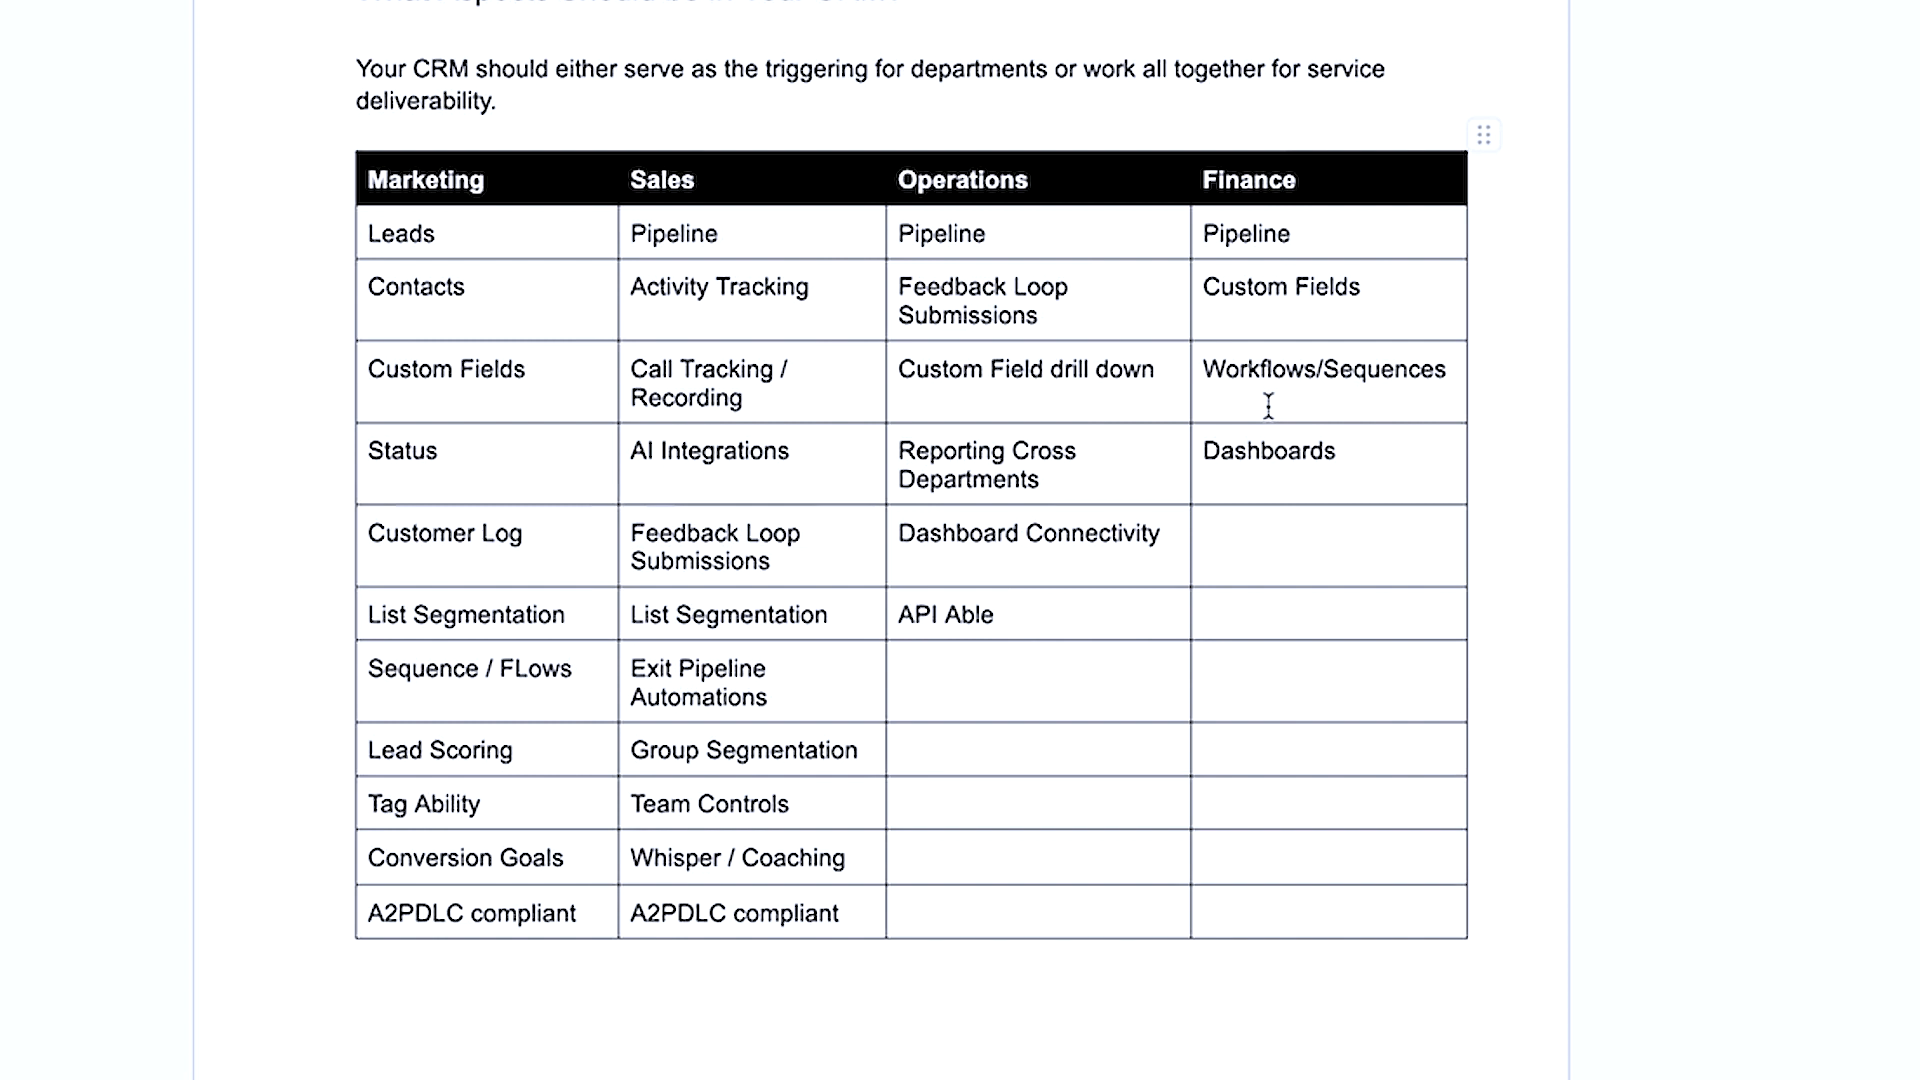 Your CRM should either serve as the triggering for departments or work all together for service
deliverability.
Marketing Sales Operations Finance
Leads Pipeline Pipeline Pipeline
Contacts Activity Tracking Feedback Loop Submissions Custom Fields
Custom Fields Call Tracking / Recording Custom Field drill down Workflows/Sequences
Status AI Integrations Reporting Cross Departments Dashboards
Customer Log Feedback Loop Submissions Dashboard Connectivity
List Segmentation List Segmentation API Able
Sequence / FLows Exit Pipeline Automations
Lead Scoring Group Segmentation
Tag Ability Team Controls
Conversion Goals Whisper / Coaching
A2PDLC compliant A2PDLC compliant